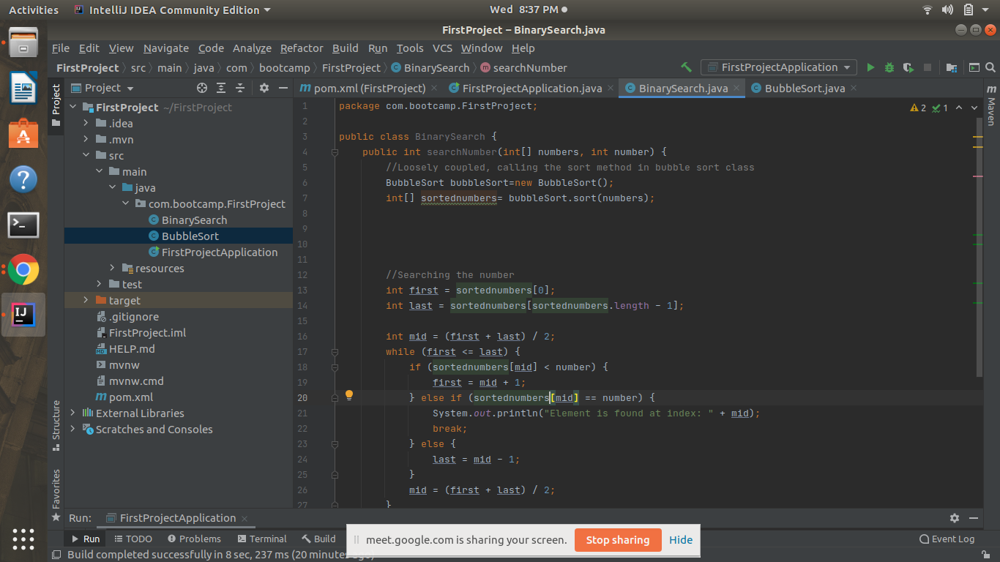 Activities
IntelliJ IDEA Community Edition
Wed 8:37 PM
FirstProject – BinarySearch.java
File Edit View Navigate Code Analyze Refactor Build Run Tools VCS Window Help
FirstProject src main java com bootcamp FirstProject BinarySearch searchNumber
FirstProjectApplication
Project
pom.xml (FirstProject)
FirstProjectApplication.java
BinarySearch.java
BubbleSort.java
Project
Structure
Favorites
Maven
FirstProject ~/FirstProject
.idea
.mvn
src
main
java
com.bootcamp.FirstProject
BinarySearch
BubbleSort
FirstProjectApplication
resources
test
target
.gitignore
FirstProject.iml
HELP.md
mvnw
mvnw.cmd
pom.xml
External Libraries
Scratches and Consoles
2 1
1 package com.bootcamp.FirstProject;
2
3 public class BinarySearch {
4 public int searchNumber(int[] numbers, int number) {
5 //Loosely coupled, calling the sort method in bubble sort class
6 BubbleSort bubbleSort=new BubbleSort();
7 int[] sortednumbers= bubbleSort.sort(numbers);
8
9
10
11
12 //Searching the number
13 int first = sortednumbers[0];
14 int last = sortednumbers[sortednumbers.length - 1];
15
16 int mid = (first + last) / 2;
17 while (first <= last) {
18 if (sortednumbers[mid] < number) {
19 first = mid + 1;
20 } else if (sortednumbers[mid] == number) {
21 System.out.println("Element is found at index: " + mid);
22 break;
23 } else {
24 last = mid - 1;
25 }
26 mid = (first + last) / 2;
27 }
Run: FirstProjectApplication
Run TODO Problems Terminal Build
Event Log
meet.google.com is sharing your screen. Stop sharing Hide
Build completed successfully in 8 sec, 237 ms (20 minutes ago)